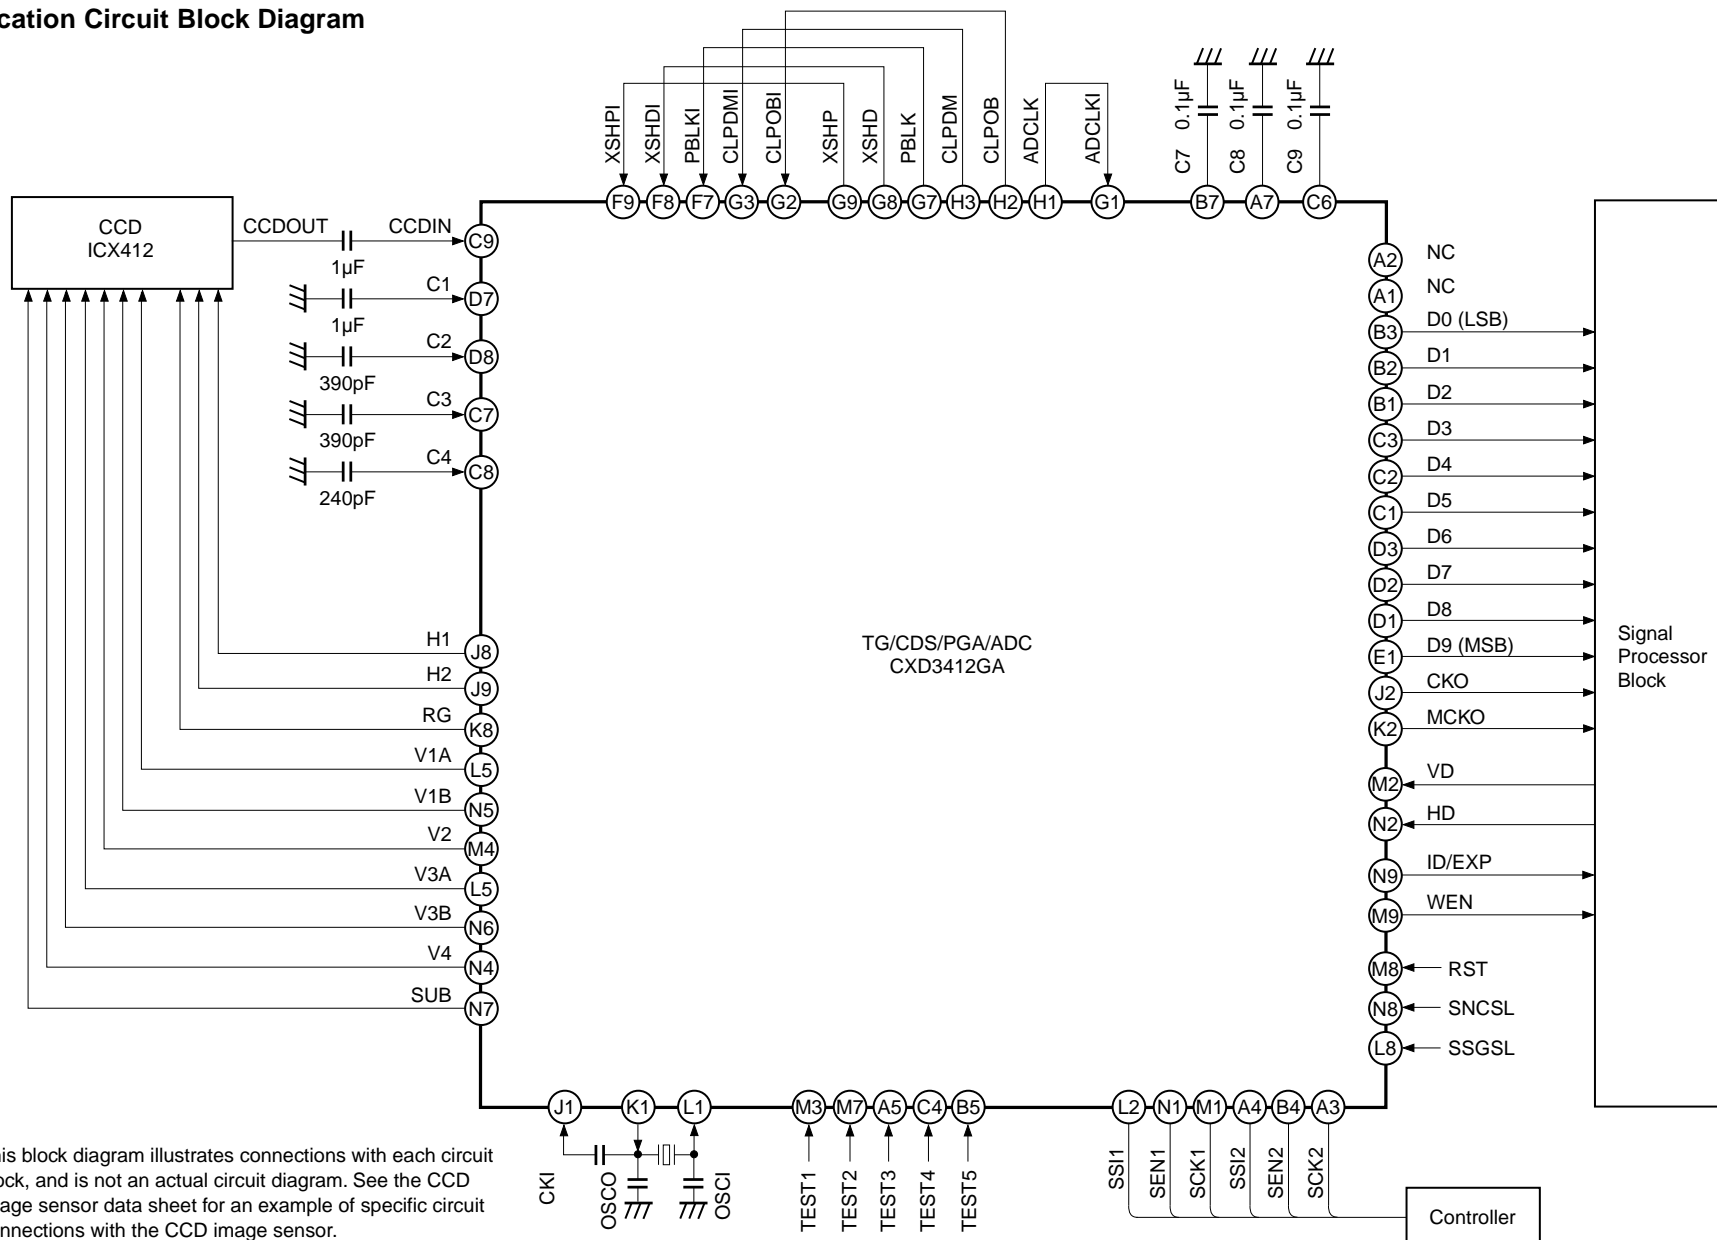 cation Circuit Block Diagram
XSHPI
XSHDI
PBLKI
CLPDMI
CLPOBI
XSHP
XSHD
PBLK
CLPDM
CLPOB
ADCLK
ADCLKI
C7 0.1µF
C8 0.1µF
C9 0.1µF
F9 F8 F7 G3 G2 G9 G8 G7 H3 H2 H1 G1 B7 A7 C6
CCD
ICX412
CCDOUT
CCDIN
C9
1µF
C1
D7
1µF
C2
D8
390pF
C3
C7
390pF
C4
C8
240pF
H1
J8
H2
J9
RG
K8
V1A
L5
V1B
N5
V2
M4
V3A
L5
V3B
N6
V4
N4
SUB
N7
TG/CDS/PGA/ADC
CXD3412GA
A2 NC
A1 NC
B3 D0 (LSB)
B2 D1
B1 D2
C3 D3
C2 D4
C1 D5
D3 D6
D2 D7
D1 D8
E1 D9 (MSB)
J2 CKO
K2 MCKO
M2 VD
N2 HD
N9 ID/EXP
M9 WEN
M8 RST
N8 SNCSL
L8 SSGSL
Signal
Processor
Block
J1 K1 L1 M3 M7 A5 C4 B5 L2 N1 M1 A4 B4 A3
CKI
OSCO
OSCI
TEST1
TEST2
TEST3
TEST4
TEST5
SSI1
SEN1
SCK1
SSI2
SEN2
SCK2
Controller
his block diagram illustrates connections with each circuit
ock, and is not an actual circuit diagram. See the CCD
age sensor data sheet for an example of specific circuit
nnections with the CCD image sensor.